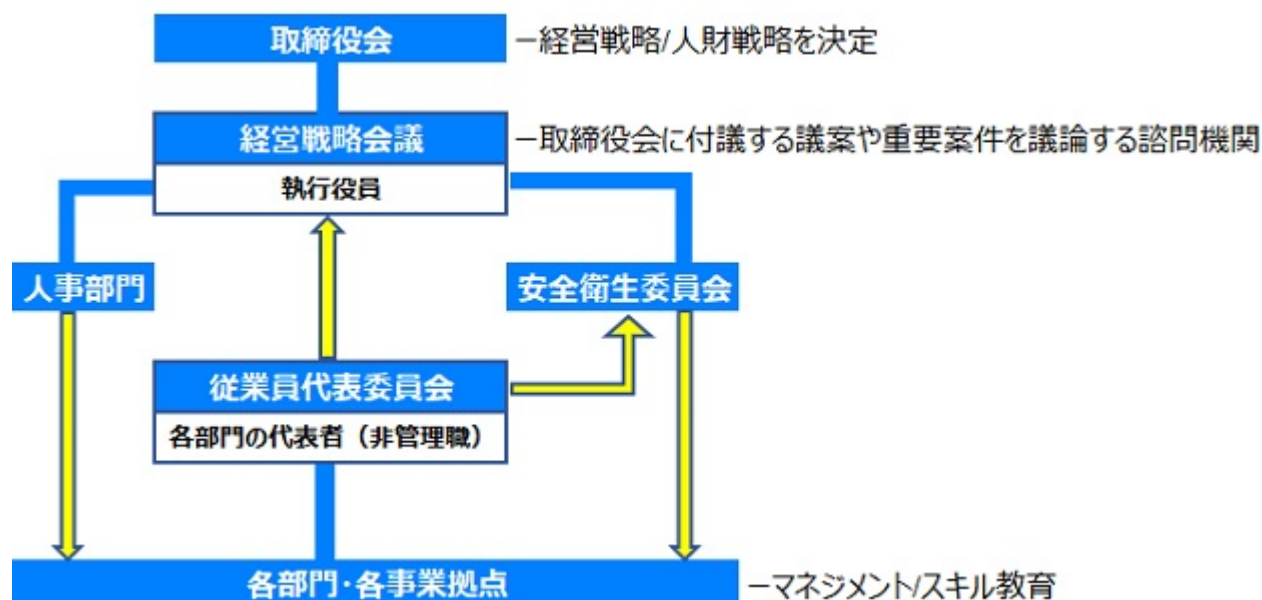 取締役会 －経営戦略/人財戦略を決定
経営戦略会議 －取締役会に付議する議案や重要案件を議論する諮問機関
執行役員
人事部門 安全衛生委員会
従業員代表委員会
各部門の代表者（非管理職）
各部門・各事業拠点 －マネジメント/スキル教育